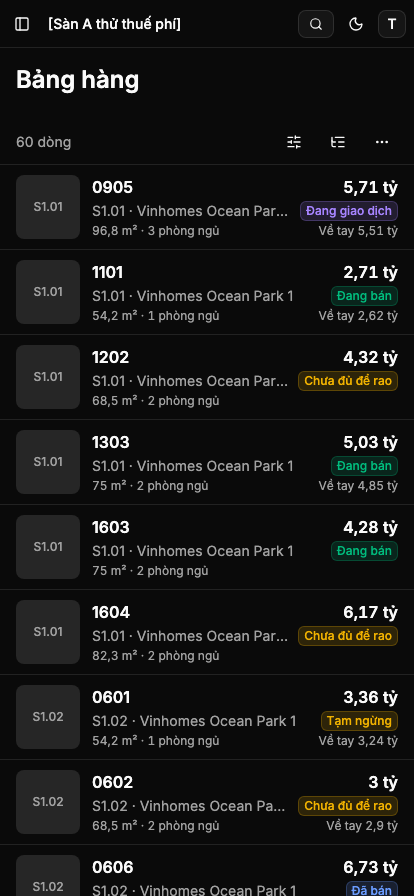 [Sàn A thử thuế phí]
T
Bảng hàng
60 dòng
S1.01
0905
5,71 tỷ
S1.01 · Vinhomes Ocean Par...
Đang giao dịch
96,8 m² · 3 phòng ngủ
Về tay 5,51 tỷ
S1.01
1101
2,71 tỷ
S1.01 · Vinhomes Ocean Park 1
Đang bán
54,2 m² · 1 phòng ngủ
Về tay 2,62 tỷ
S1.01
1202
4,32 tỷ
S1.01 · Vinhomes Ocean Par...
Chưa đủ để rao
68,5 m² · 2 phòng ngủ
S1.01
1303
5,03 tỷ
S1.01 · Vinhomes Ocean Park 1
Đang bán
75 m² · 2 phòng ngủ
Về tay 4,85 tỷ
S1.01
1603
4,28 tỷ
S1.01 · Vinhomes Ocean Park 1
Đang bán
75 m² · 2 phòng ngủ
S1.01
1604
6,17 tỷ
S1.01 · Vinhomes Ocean Par...
Chưa đủ để rao
82,3 m² · 2 phòng ngủ
S1.02
0601
3,36 tỷ
S1.02 · Vinhomes Ocean Park 1
Tạm ngừng
54,2 m² · 1 phòng ngủ
Về tay 3,24 tỷ
S1.02
0602
3 tỷ
S1.02 · Vinhomes Ocean Pa...
Chưa đủ để rao
68,5 m² · 2 phòng ngủ
Về tay 2,9 tỷ
S1.02
0606
6,73 tỷ
S1.02 · Vinhomes Ocean Park 1
Đã bán